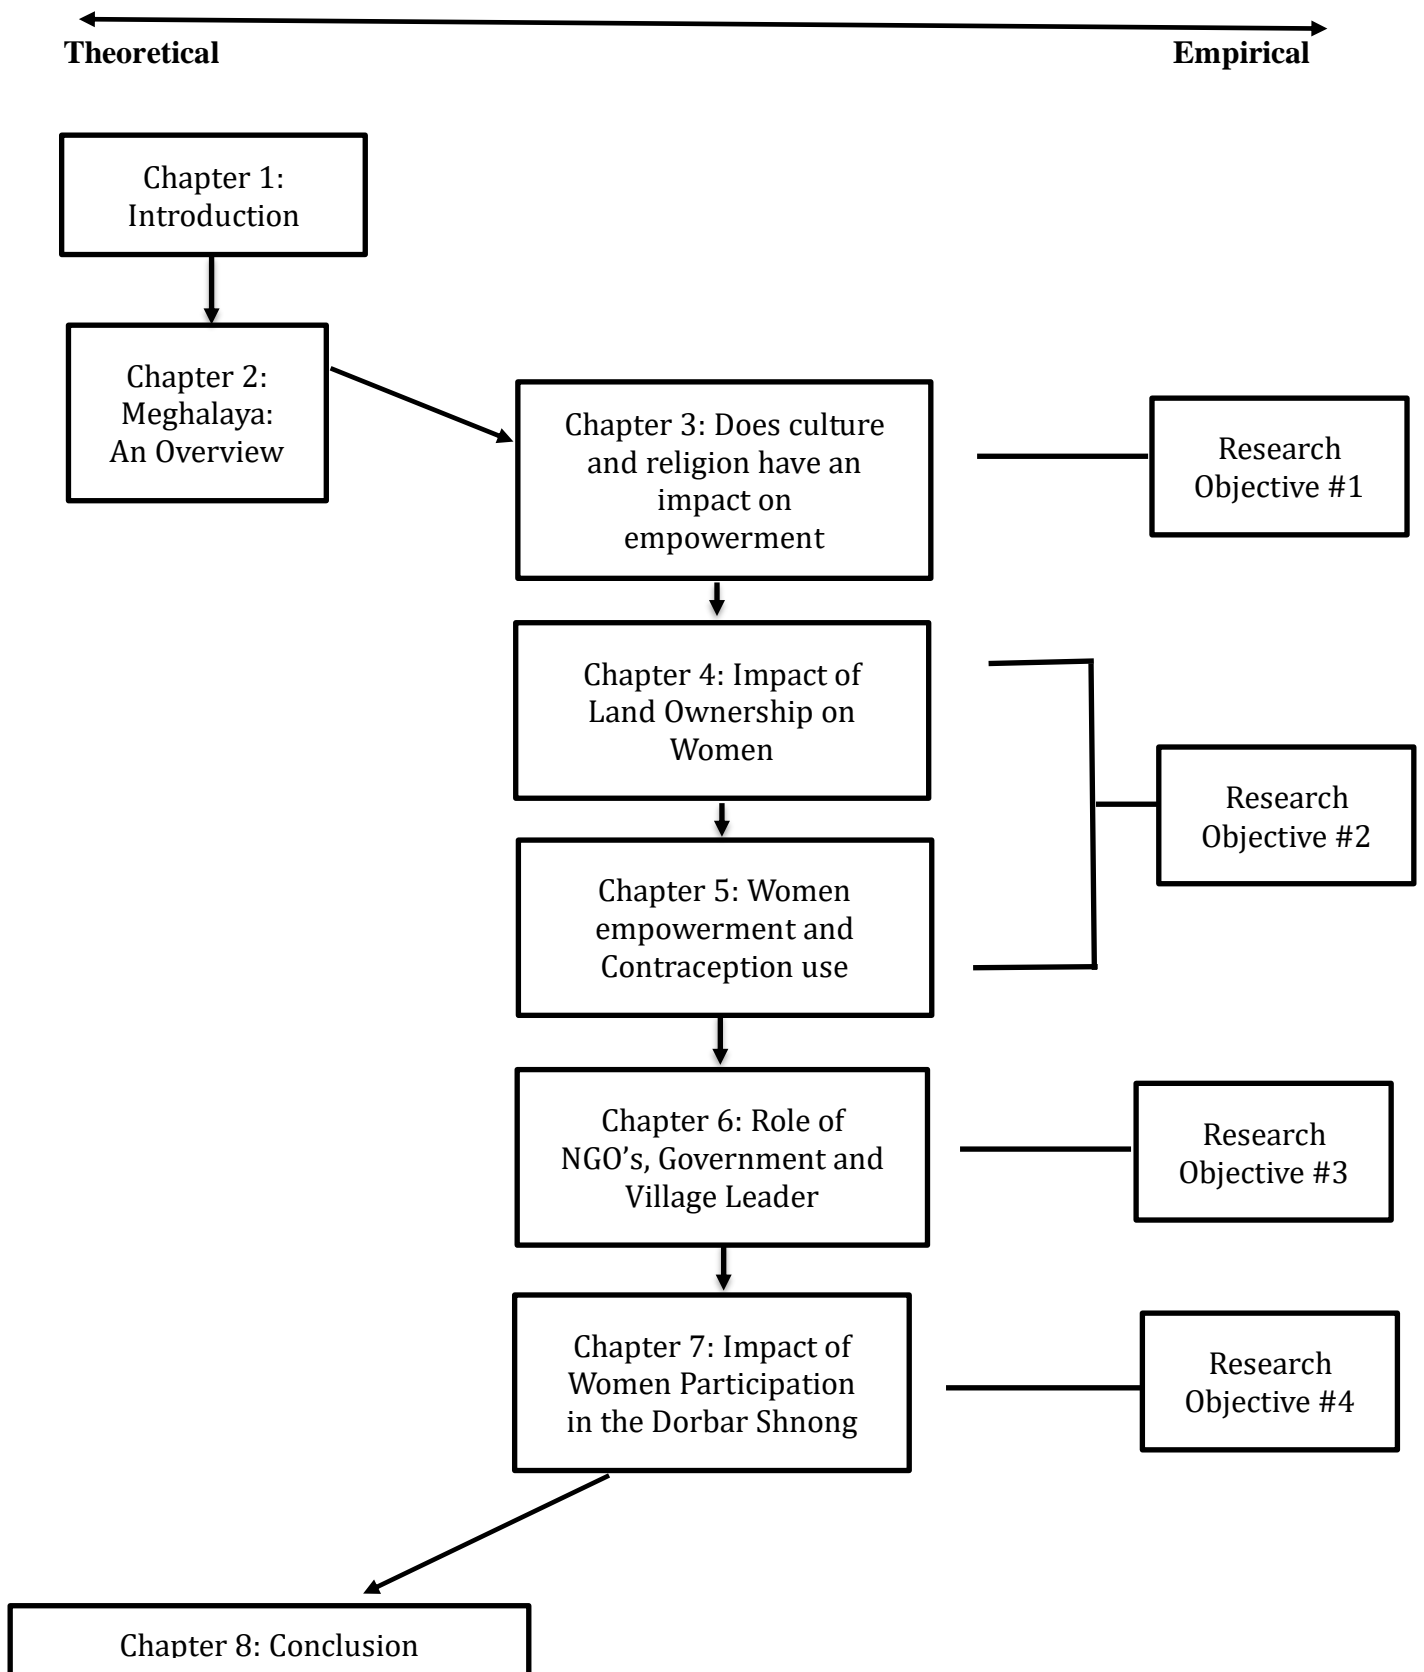 Theoretical
Empirical
Chapter 1:
Introduction
Chapter 2:
Meghalaya:
An Overview
Chapter 3: Does culture
and religion have an
impact on
empowerment
Research
Objective #1
Chapter 4: Impact of
Land Ownership on
Women
Research
Objective #2
Chapter 5: Women
empowerment and
Contraception use
Chapter 6: Role of
NGO’s, Government and
Village Leader
Research
Objective #3
Chapter 7: Impact of
Women Participation
in the Dorbar Shnong
Research
Objective #4
Chapter 8: Conclusion